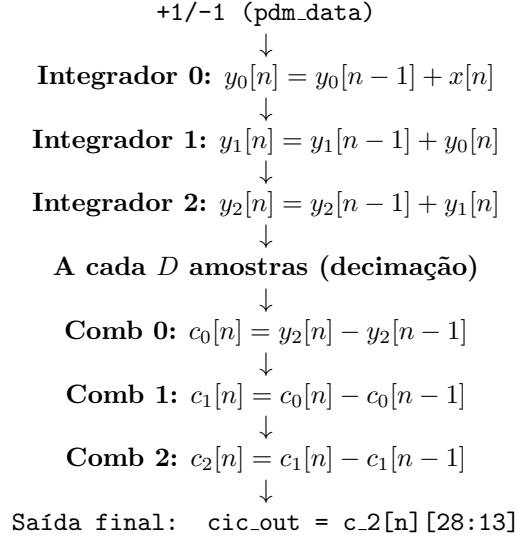 +1/-1 (pdm_data)
↓
Integrador 0: y₀[n] = y₀[n − 1] + x[n]
↓
Integrador 1: y₁[n] = y₁[n − 1] + y₀[n]
↓
Integrador 2: y₂[n] = y₂[n − 1] + y₁[n]
↓
A cada D amostras (decimação)
↓
Comb 0: c₀[n] = y₂[n] − y₂[n − 1]
↓
Comb 1: c₁[n] = c₀[n] − c₀[n − 1]
↓
Comb 2: c₂[n] = c₁[n] − c₁[n − 1]
↓
Saída final: cic_out = c_2[n][28:13]